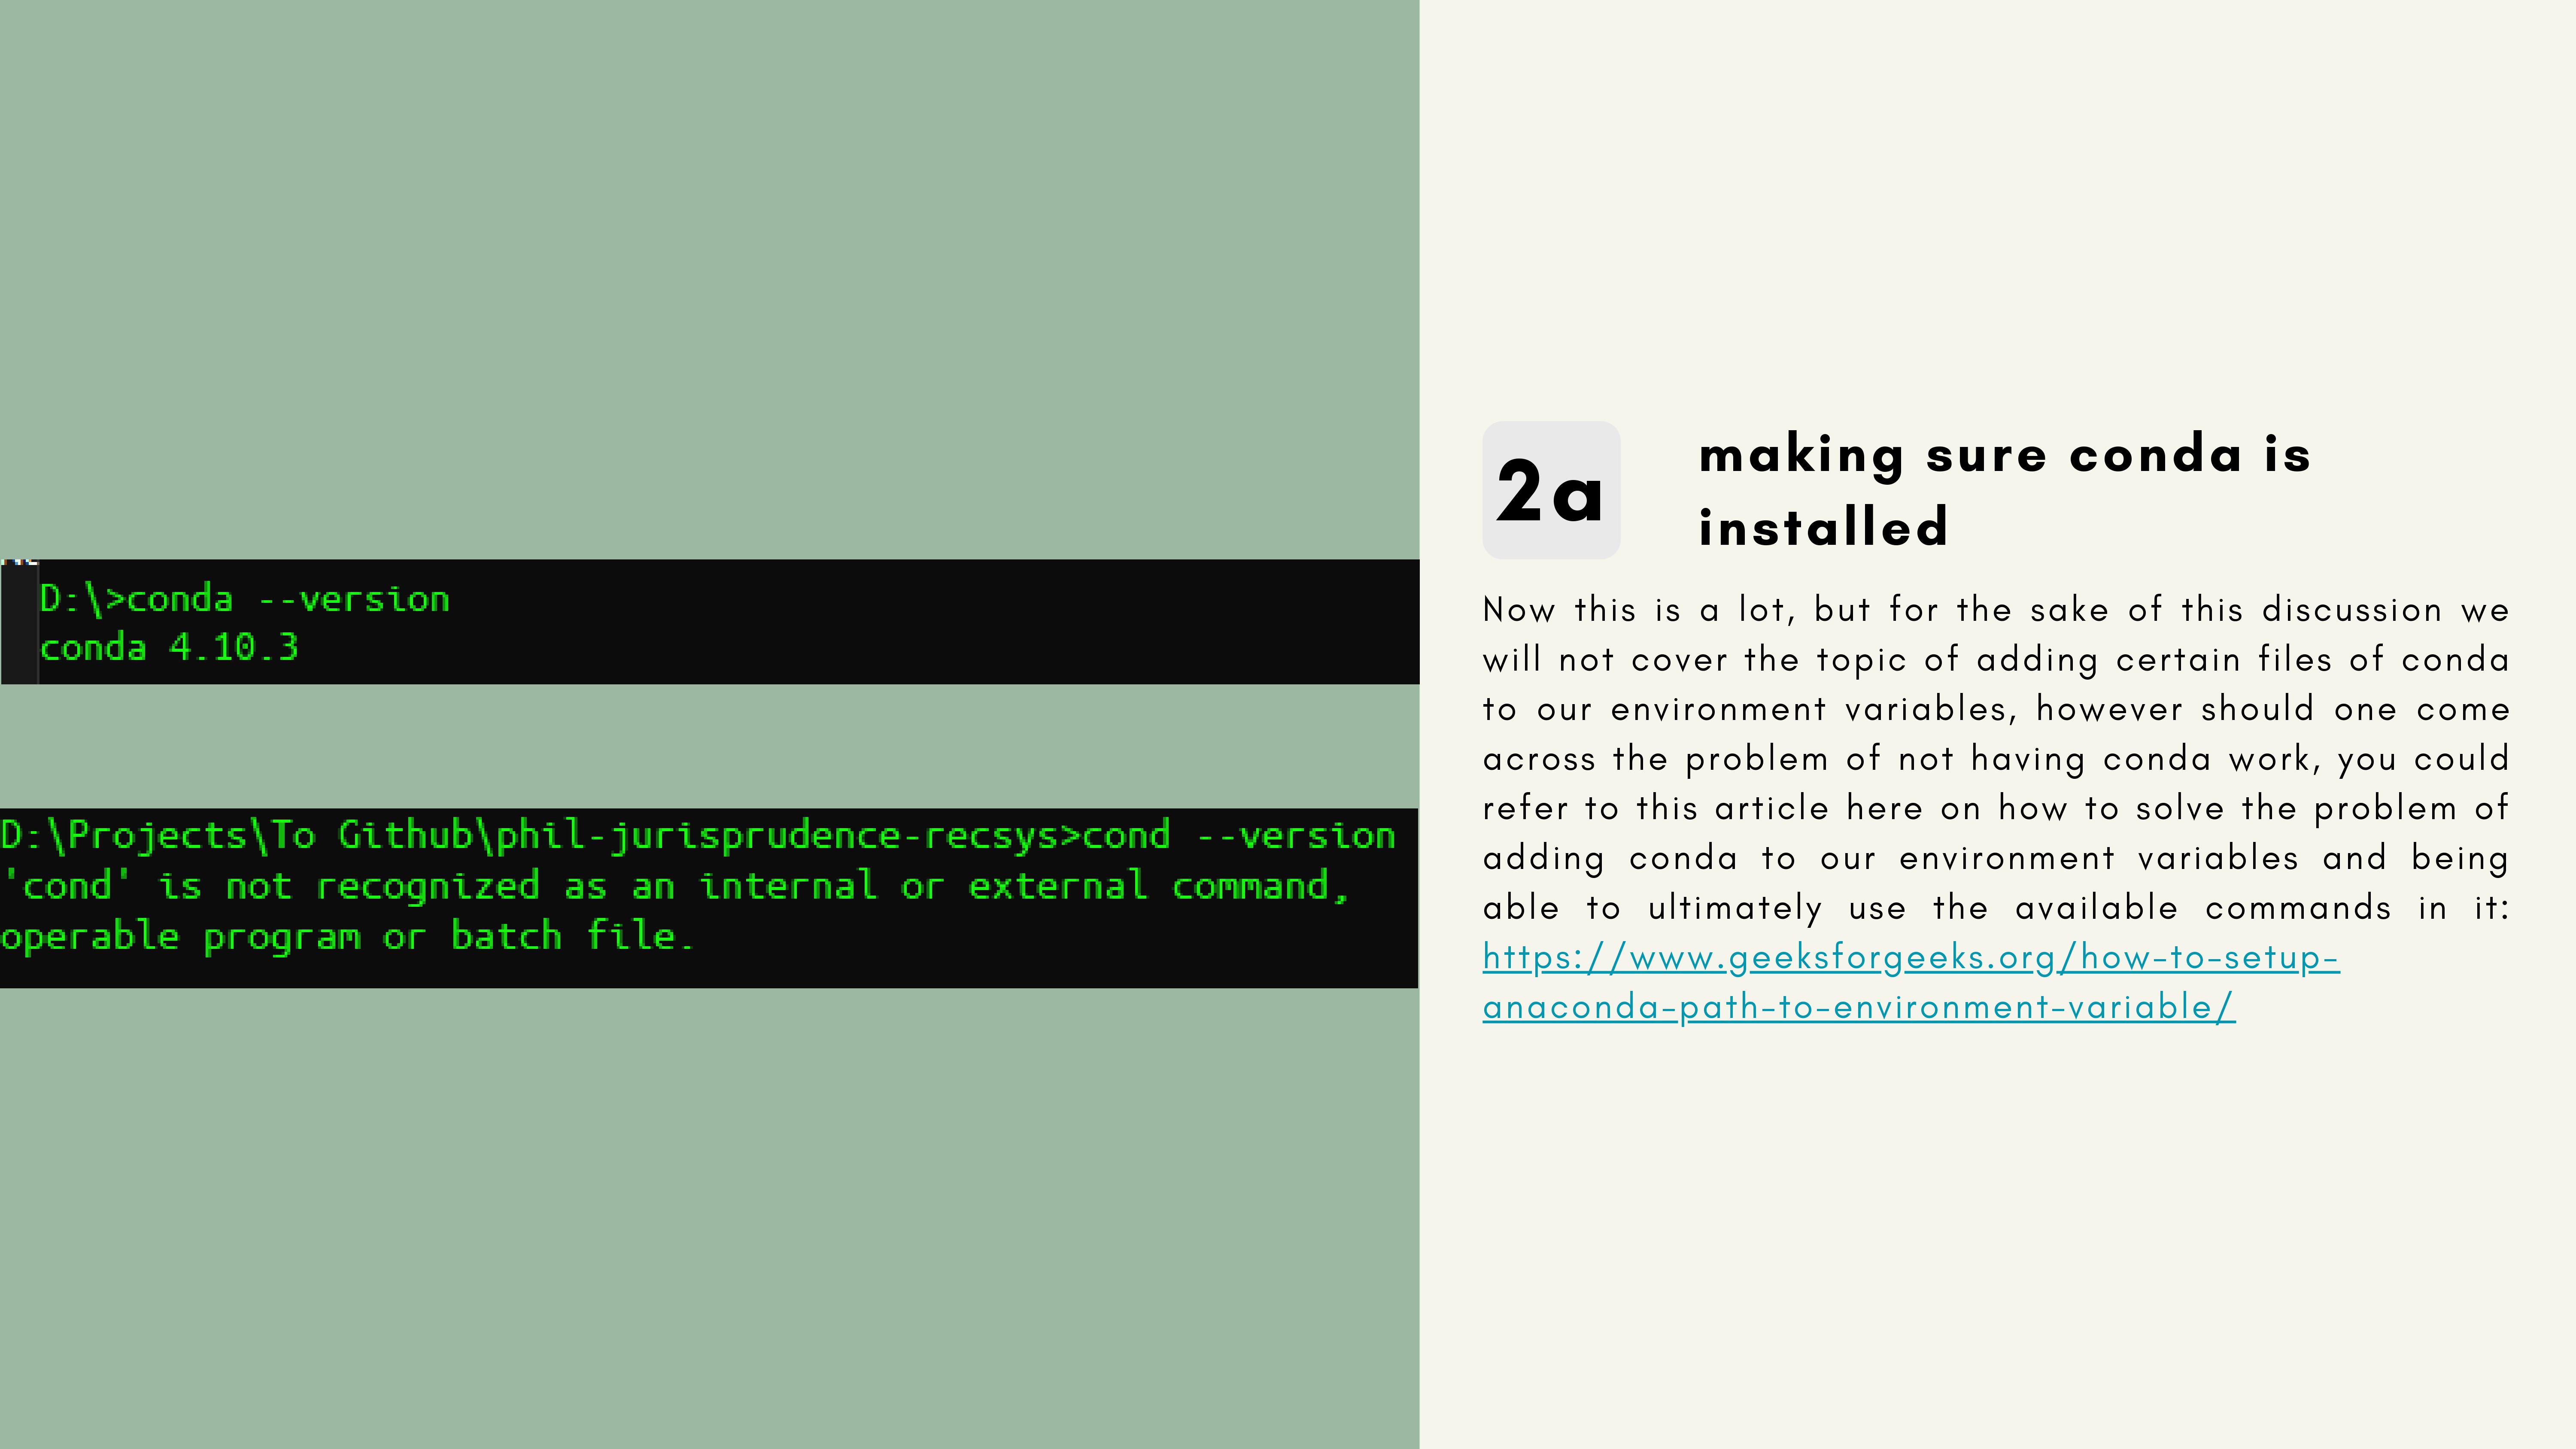 D:\>conda --version
conda 4.10.3
D:\Projects\To Github\phil-jurisprudence-recsys>cond --version
'cond' is not recognized as an internal or external command,
operable program or batch file.
2a
making sure conda is
installed
Now this is a lot, but for the sake of this discussion we
will not cover the topic of adding certain files of conda
to our environment variables, however should one come
across the problem of not having conda work, you could
refer to this article here on how to solve the problem of
adding conda to our environment variables and being
able to ultimately use the available commands in it:
https://www.geeksforgeeks.org/how-to-setup-
anaconda-path-to-environment-variable/